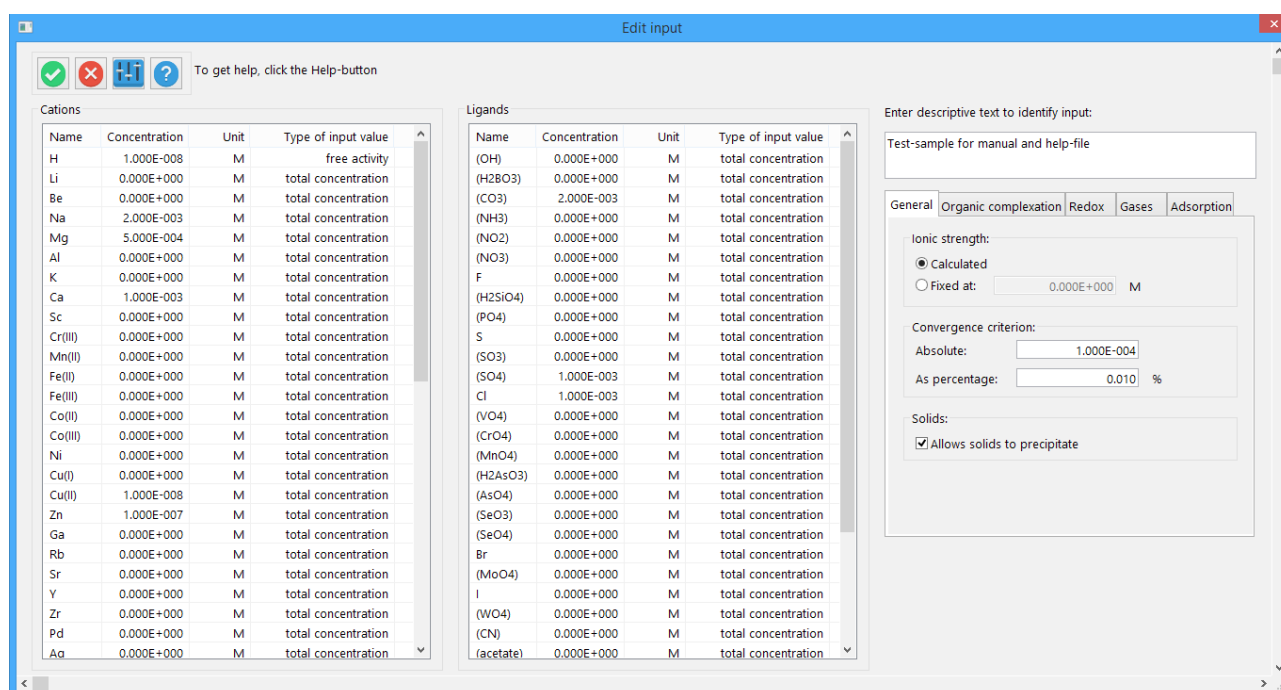 Edit input
To get help, click the Help-button
Cations
Name Concentration Unit Type of input value
H 1.000E-008 M free activity
Li 0.000E+000 M total concentration
Be 0.000E+000 M total concentration
Na 2.000E-003 M total concentration
Mg 5.000E-004 M total concentration
Al 0.000E+000 M total concentration
K 0.000E+000 M total concentration
Ca 1.000E-003 M total concentration
Sc 0.000E+000 M total concentration
Cr(III) 0.000E+000 M total concentration
Mn(II) 0.000E+000 M total concentration
Fe(II) 0.000E+000 M total concentration
Fe(III) 0.000E+000 M total concentration
Co(II) 0.000E+000 M total concentration
Co(III) 0.000E+000 M total concentration
Ni 0.000E+000 M total concentration
Cu(I) 0.000E+000 M total concentration
Cu(II) 1.000E-008 M total concentration
Zn 1.000E-007 M total concentration
Ga 0.000E+000 M total concentration
Rb 0.000E+000 M total concentration
Sr 0.000E+000 M total concentration
Y 0.000E+000 M total concentration
Zr 0.000E+000 M total concentration
Pd 0.000E+000 M total concentration
Ag 0.000E+000 M total concentration
Ligands
Name Concentration Unit Type of input value
(OH) 0.000E+000 M total concentration
(H2BO3) 0.000E+000 M total concentration
(CO3) 2.000E-003 M total concentration
(NH3) 0.000E+000 M total concentration
(NO2) 0.000E+000 M total concentration
(NO3) 0.000E+000 M total concentration
F 0.000E+000 M total concentration
(H2SiO4) 0.000E+000 M total concentration
(PO4) 0.000E+000 M total concentration
S 0.000E+000 M total concentration
(SO3) 0.000E+000 M total concentration
(SO4) 1.000E-003 M total concentration
Cl 1.000E-003 M total concentration
(VO4) 0.000E+000 M total concentration
(CrO4) 0.000E+000 M total concentration
(MnO4) 0.000E+000 M total concentration
(H2AsO3) 0.000E+000 M total concentration
(AsO4) 0.000E+000 M total concentration
(SeO3) 0.000E+000 M total concentration
(SeO4) 0.000E+000 M total concentration
Br 0.000E+000 M total concentration
(MoO4) 0.000E+000 M total concentration
I 0.000E+000 M total concentration
(WO4) 0.000E+000 M total concentration
(CN) 0.000E+000 M total concentration
(acetate) 0.000E+000 M total concentration
Enter descriptive text to identify input:
Test-sample for manual and help-file
General Organic complexation Redox Gases Adsorption
Ionic strength:
Calculated
Fixed at: 0.000E+000 M
Convergence criterion:
Absolute: 1.000E-004
As percentage: 0.010 %
Solids:
Allows solids to precipitate